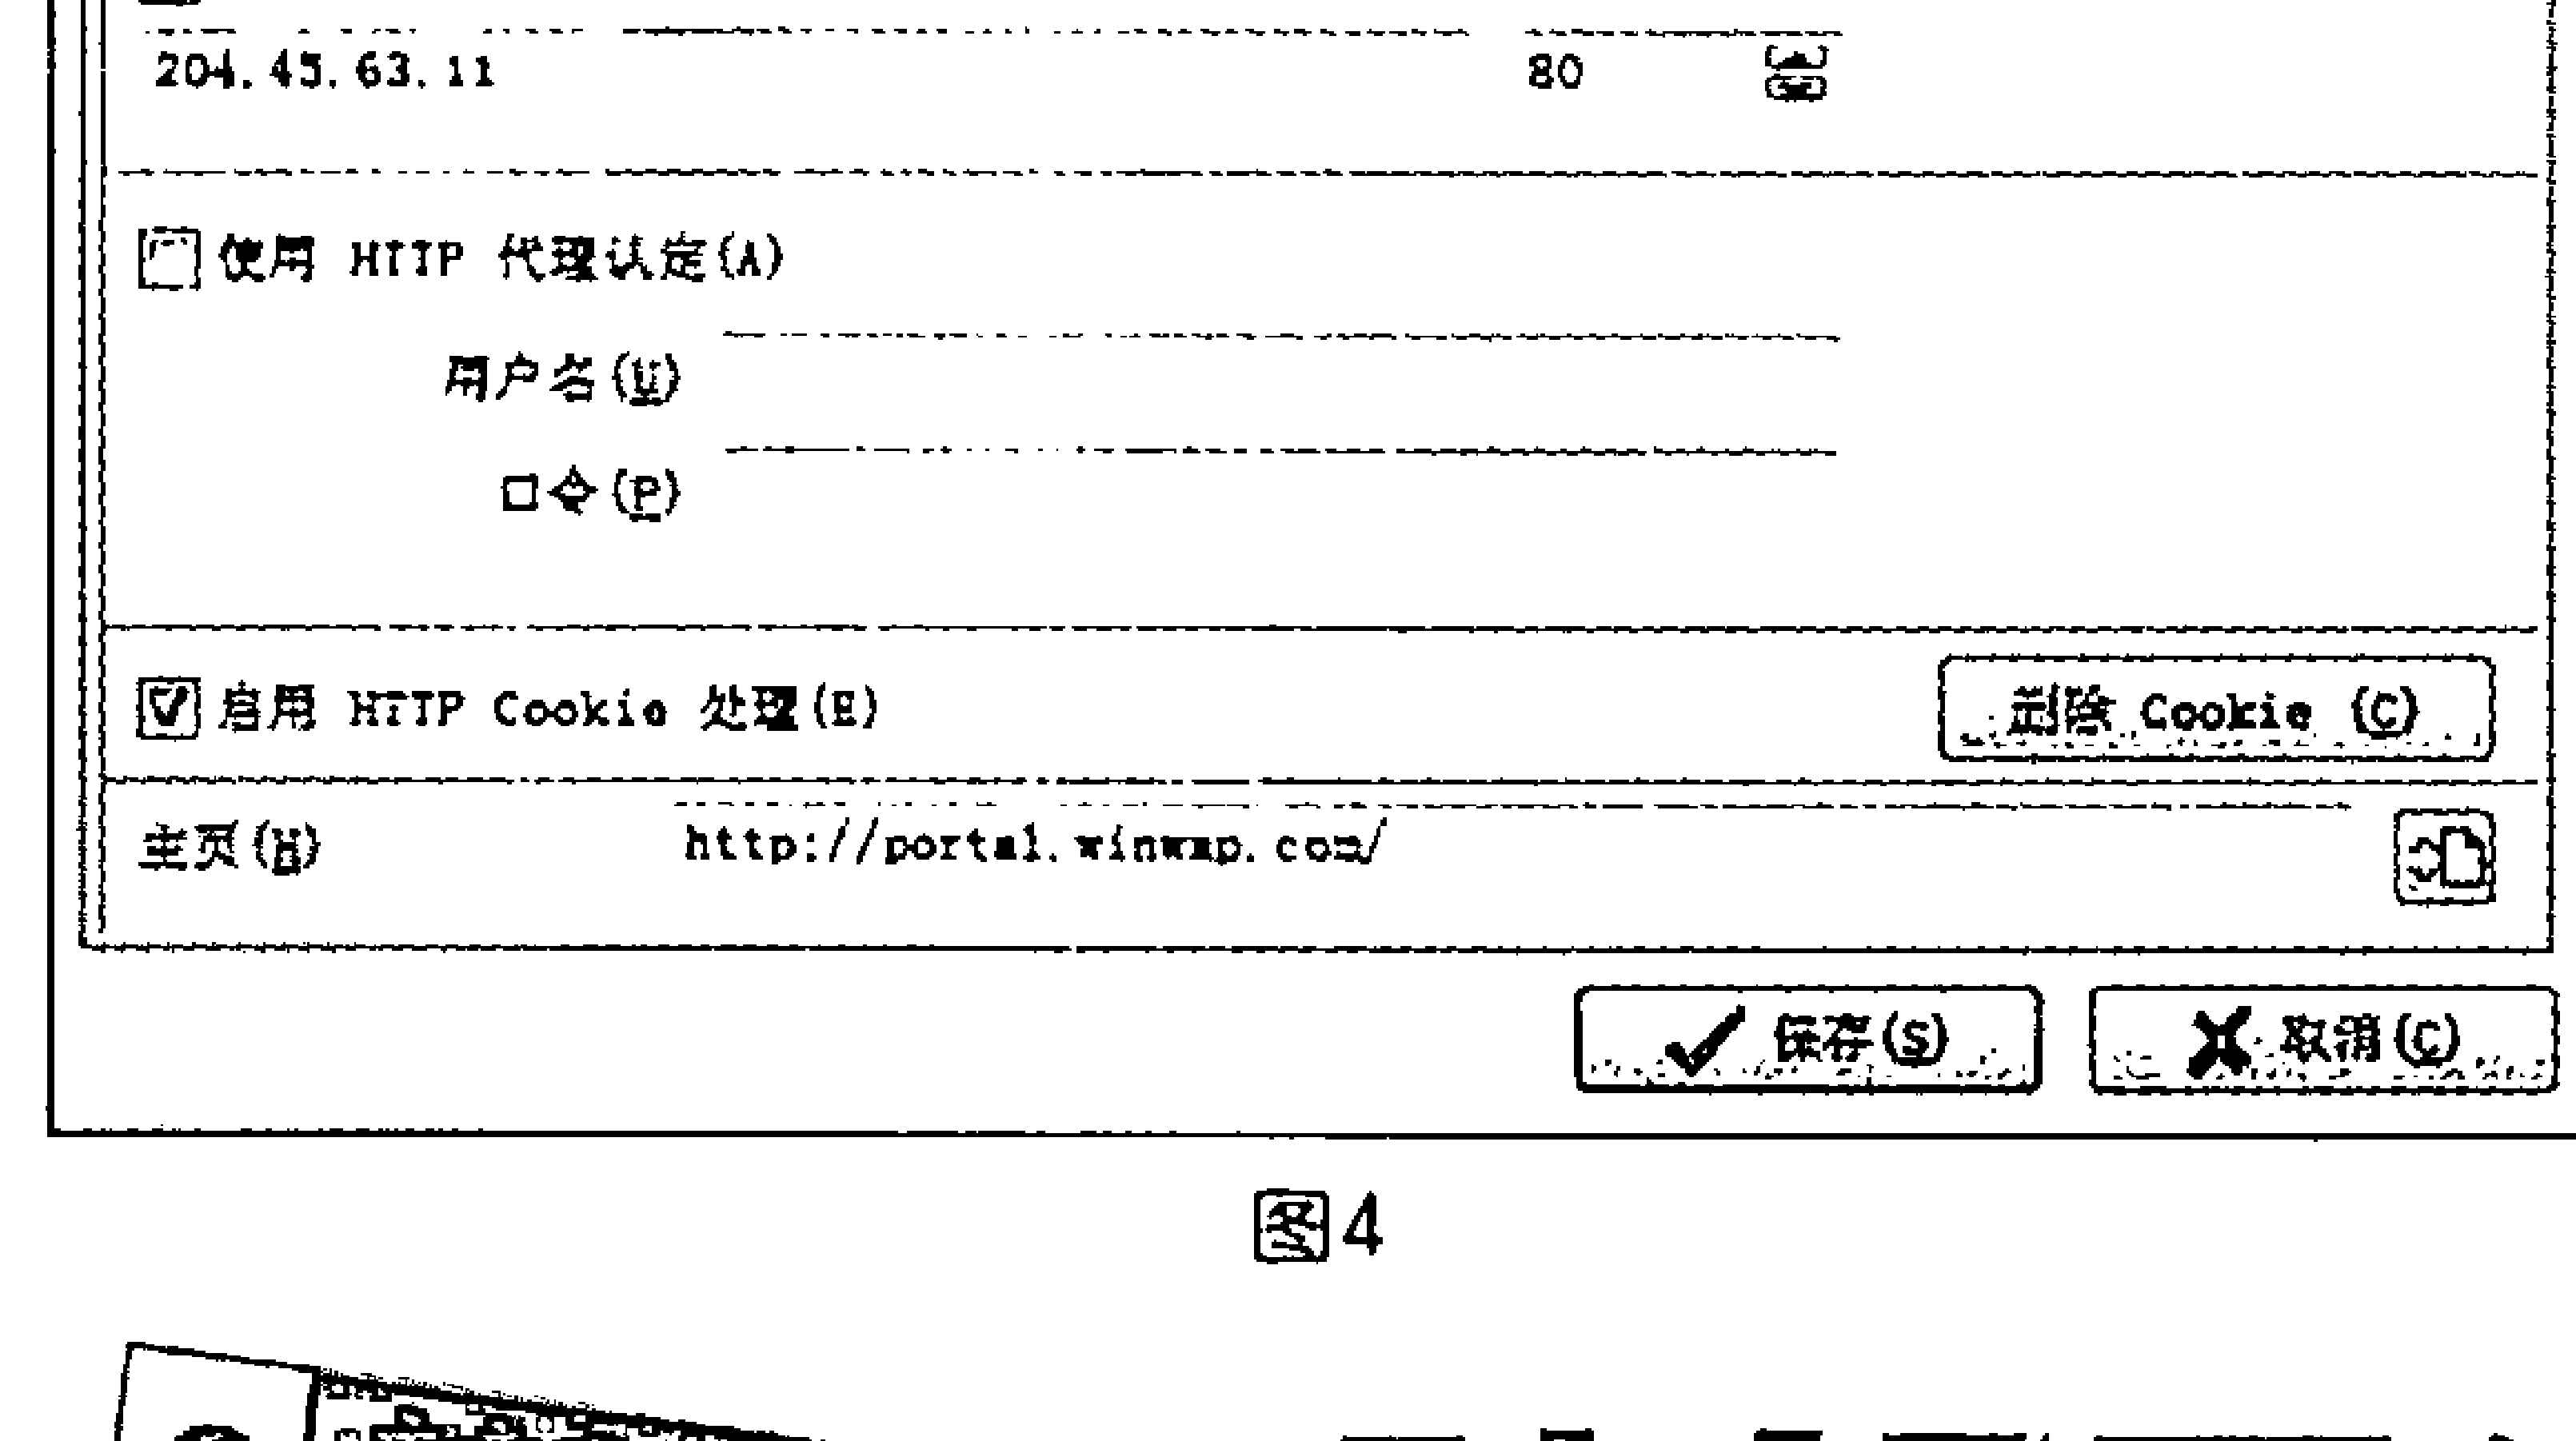 204.45.63.11 80
使用 HTTP 代理认定(A)
用户名(U)
口令(P)
启用 HTTP Cookie 处理(E) 删除 Cookie (C)
主页(H) http://portal.winwap.com/
保存(S) 取消(C)
图4